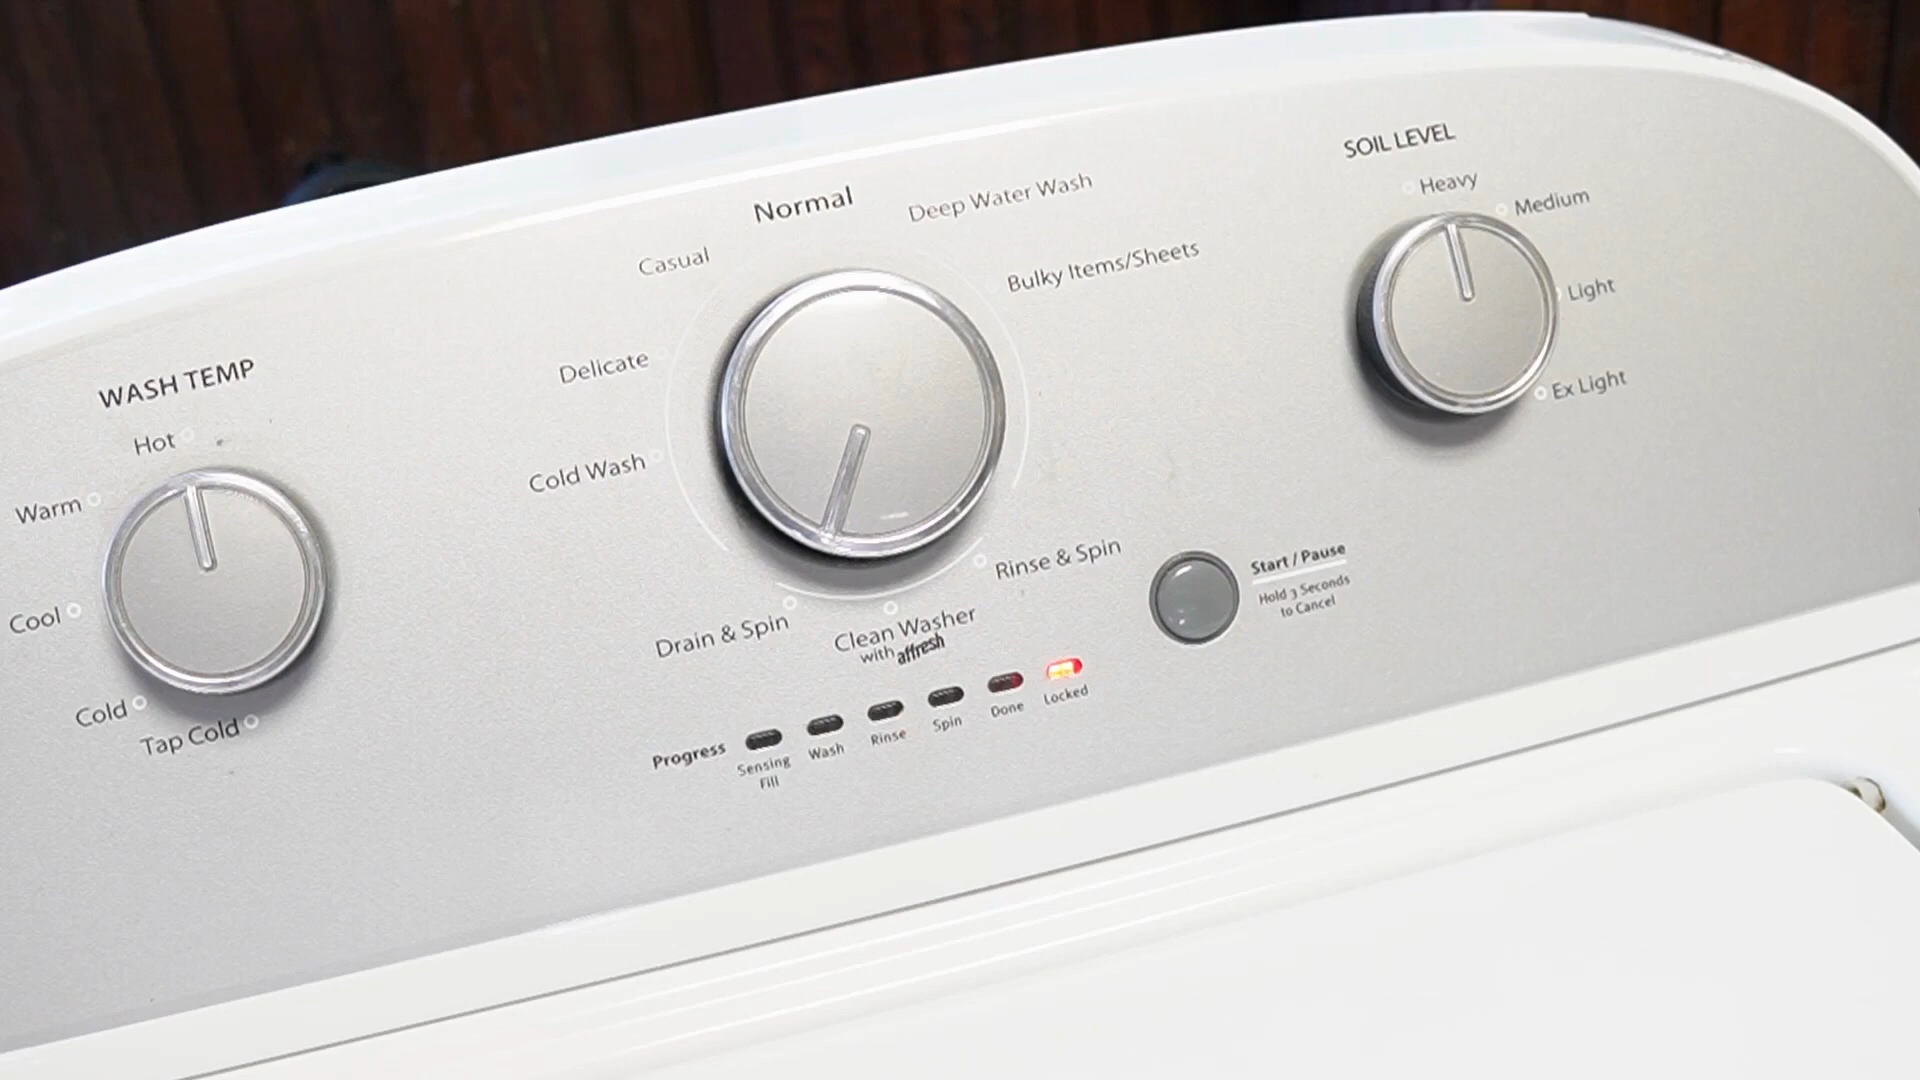 WASH TEMP
Hot
Warm
Cool
Cold
Tap Cold
Normal
Casual
Delicate
Cold Wash
Drain & Spin
Deep Water Wash
Bulky Items/Sheets
Rinse & Spin
Clean Washer
with affresh
Progress
Sensing
Fill
Wash
Rinse
Spin
Done
Locked
Start / Pause
Hold 3 Seconds
to Cancel
SOIL LEVEL
Heavy
Medium
Light
Ex Light